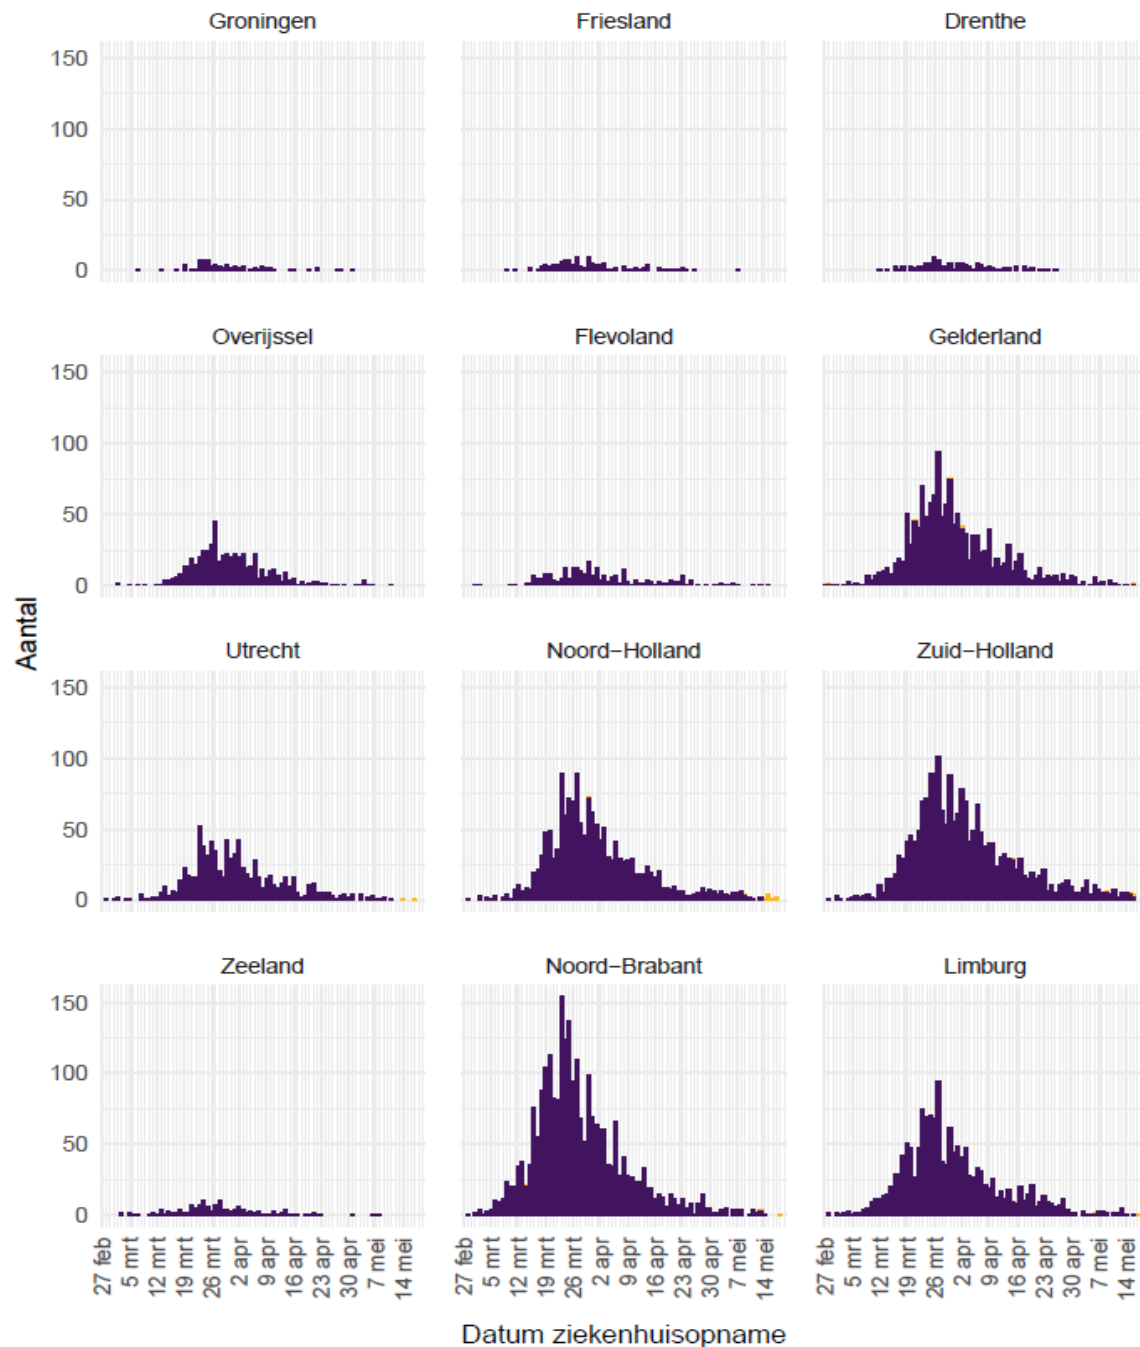 Groningen Friesland Drenthe
150
100
50
0
Overijssel Flevoland Gelderland
150
100
50
0
Aantal
Utrecht Noord−Holland Zuid−Holland
150
100
50
0
Zeeland Noord−Brabant Limburg
150
100
50
0
27 feb 5 mrt 12 mrt 19 mrt 26 mrt 2 apr 9 apr 16 apr 23 apr 30 apr 7 mei 14 mei 27 feb 5 mrt 12 mrt 19 mrt 26 mrt 2 apr 9 apr 16 apr 23 apr 30 apr 7 mei 14 mei 27 feb 5 mrt 12 mrt 19 mrt 26 mrt 2 apr 9 apr 16 apr 23 apr 30 apr 7 mei 14 mei
Datum ziekenhuisopname